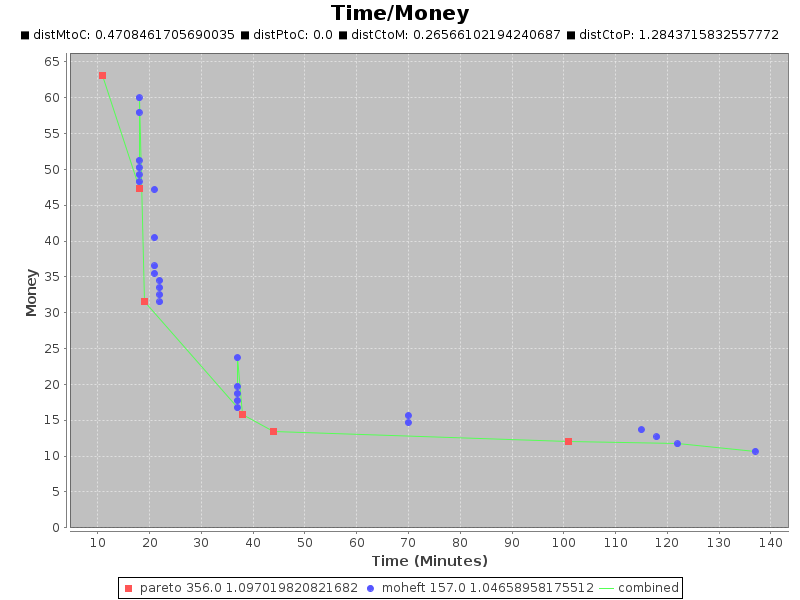 Time/Money
distMtoC: 0.4708461705690035 distPtoC: 0.0 distCtoM: 0.26566102194240687 distCtoP: 1.2843715832557772
65
60
55
50
45
40
35
30
25
20
15
10
5
0
Money
10 20 30 40 50 60 70 80 90 100 110 120 130 140
Time (Minutes)
pareto 356.0 1.097019820821682 moheft 157.0 1.04658958175512 combined